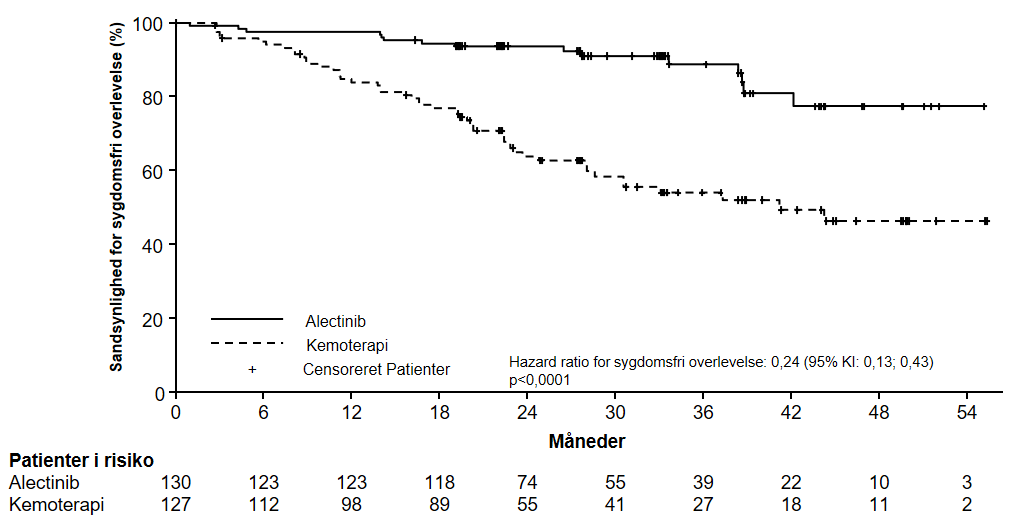 Sandsynlighed for sygdomsfri overlevelse (%)
100
80
60
40
20
0
Alectinib
Kemoterapi
+ Censoreret Patienter
Hazard ratio for sygdomsfri overlevelse: 0,24 (95% KI: 0,13; 0,43)
p<0,0001
0 6 12 18 24 30 36 42 48 54
Måneder
Patienter i risiko
Alectinib 130 123 123 118 74 55 39 22 10 3
Kemoterapi 127 112 98 89 55 41 27 18 11 2